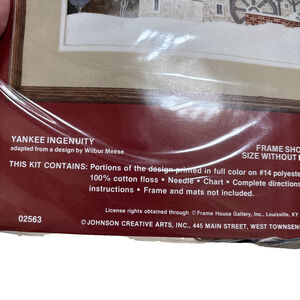 YANKEE INGENUITY
FRAME SHO
adapted from a design by Wilbur Meese
SIZE WITHOUT
THIS KIT CONTAINS: Portions of the design printed in full color on #14 polyeste
100% cotton floss • Needle • Chart • Complete directions
instructions • Frame and mats not included.
License rights obtained through © Frame House Gallery, Inc., Louisville, KY
02563
© JOHNSON CREATIVE ARTS, INC., 445 MAIN STREET, WEST TOWNSEN